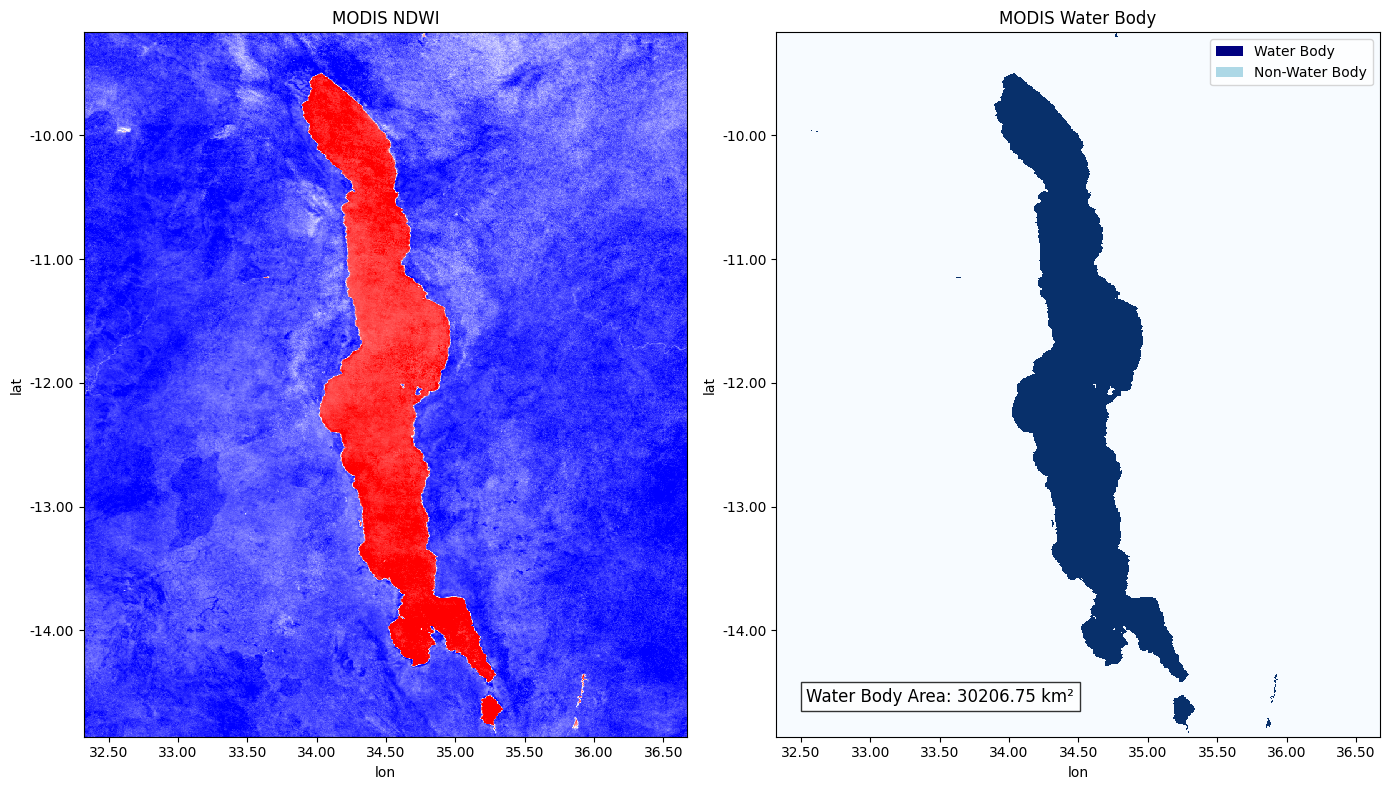 MODIS NDWI
-10.00
-11.00
-12.00
-13.00
-14.00
lat
32.50 33.00 33.50 34.00 34.50 35.00 35.50 36.00 36.50
lon
MODIS Water Body
Water Body
Non-Water Body
-10.00
-11.00
-12.00
-13.00
-14.00
lat
Water Body Area: 30206.75 km²
32.50 33.00 33.50 34.00 34.50 35.00 35.50 36.00 36.50
lon